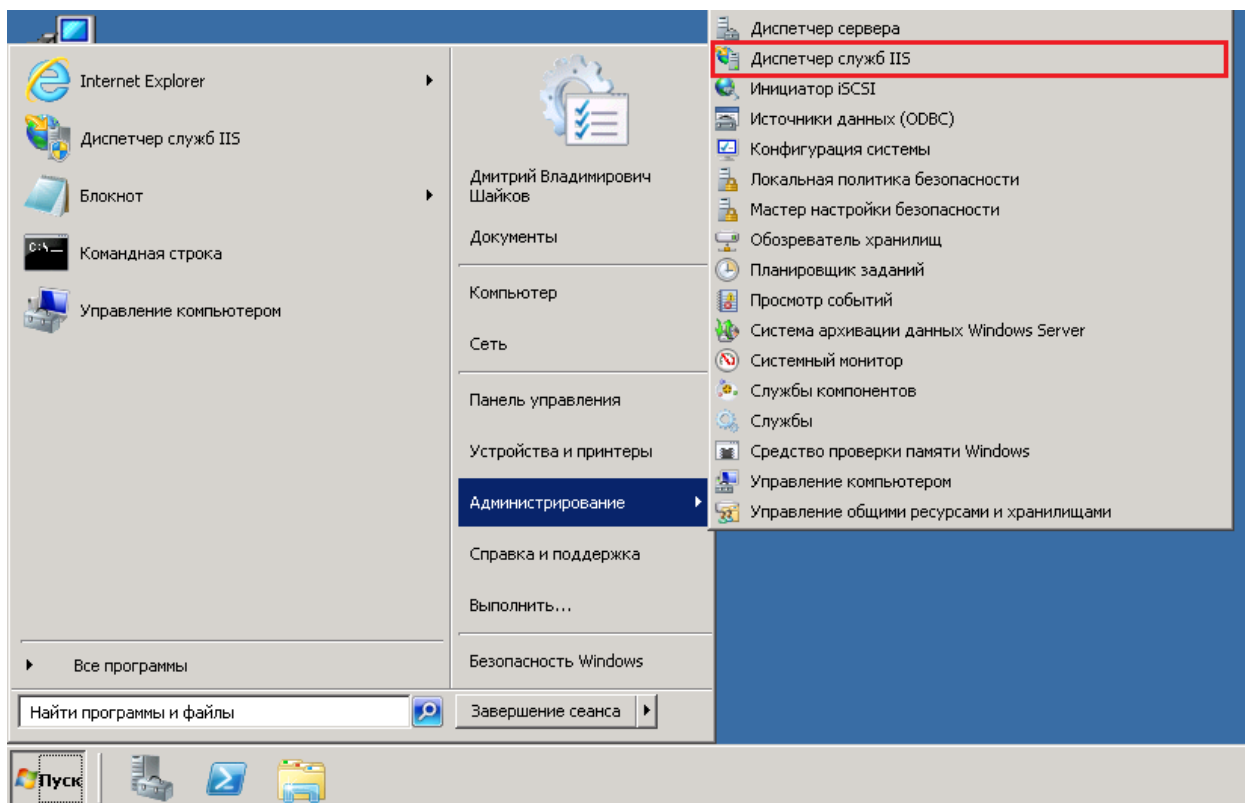 Internet Explorer
Диспетчер служб IIS
Блокнот
Командная строка
Управление компьютером
Все программы
Найти программы и файлы
Дмитрий Владимирович
Шайков
Документы
Компьютер
Сеть
Панель управления
Устройства и принтеры
Администрирование
Справка и поддержка
Выполнить...
Безопасность Windows
Завершение сеанса
Диспетчер сервера
Диспетчер служб IIS
Инициатор iSCSI
Источники данных (ODBC)
Конфигурация системы
Локальная политика безопасности
Мастер настройки безопасности
Обозреватель хранилищ
Планировщик заданий
Просмотр событий
Система архивации данных Windows Server
Системный монитор
Службы компонентов
Службы
Средство проверки памяти Windows
Управление компьютером
Управление общими ресурсами и хранилищами
Пуск